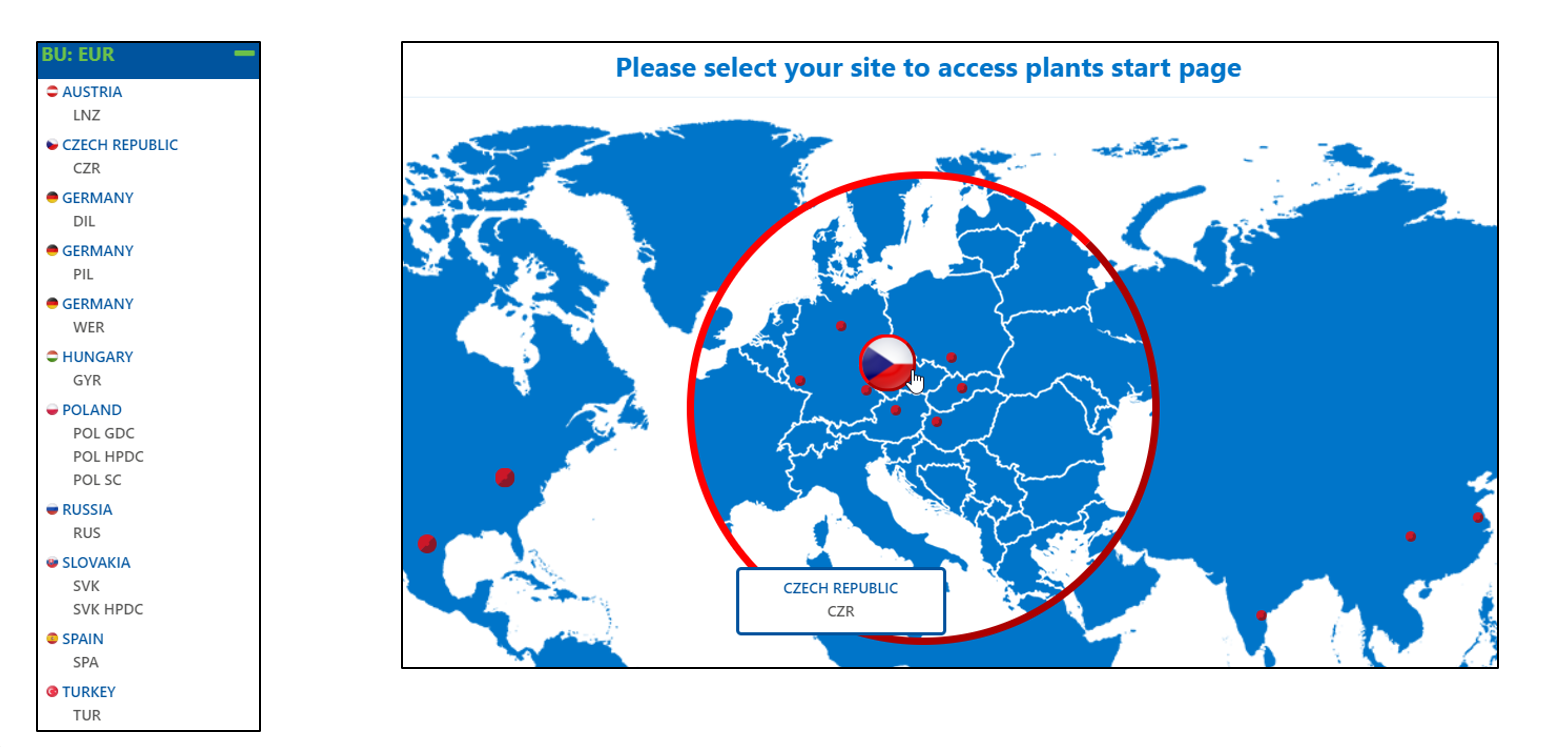 BU: EUR
AUSTRIA
LNZ
CZECH REPUBLIC
CZR
GERMANY
DIL
GERMANY
PIL
GERMANY
WER
HUNGARY
GYR
POLAND
POL GDC
POL HPDC
POL SC
RUSSIA
RUS
SLOVAKIA
SVK
SVK HPDC
SPAIN
SPA
TURKEY
TUR
Please select your site to access plants start page
CZECH REPUBLIC
CZR